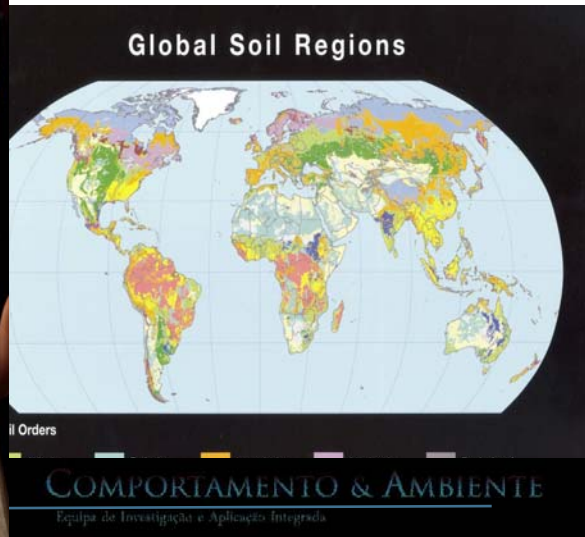 Global Soil Regions
il Orders
COMPORTAMENTO & AMBIENTE
Equipa de Investigação e Aplicação Integrada